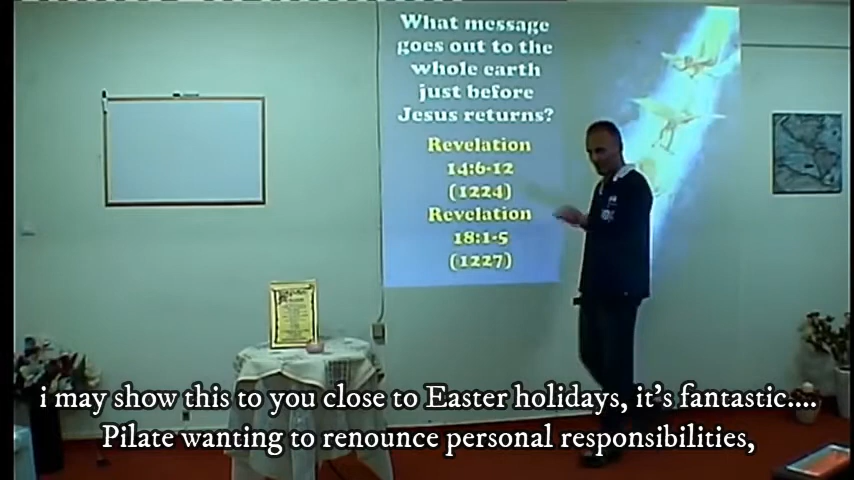 What message
goes out to the
whole earth
just before
Jesus returns?
Revelation
14:6-12
(1224)
Revelation
18:1-5
(1227)
i may show this to you close to Easter holidays, it's fantastic....
Pilate wanting to renounce personal responsibilities,